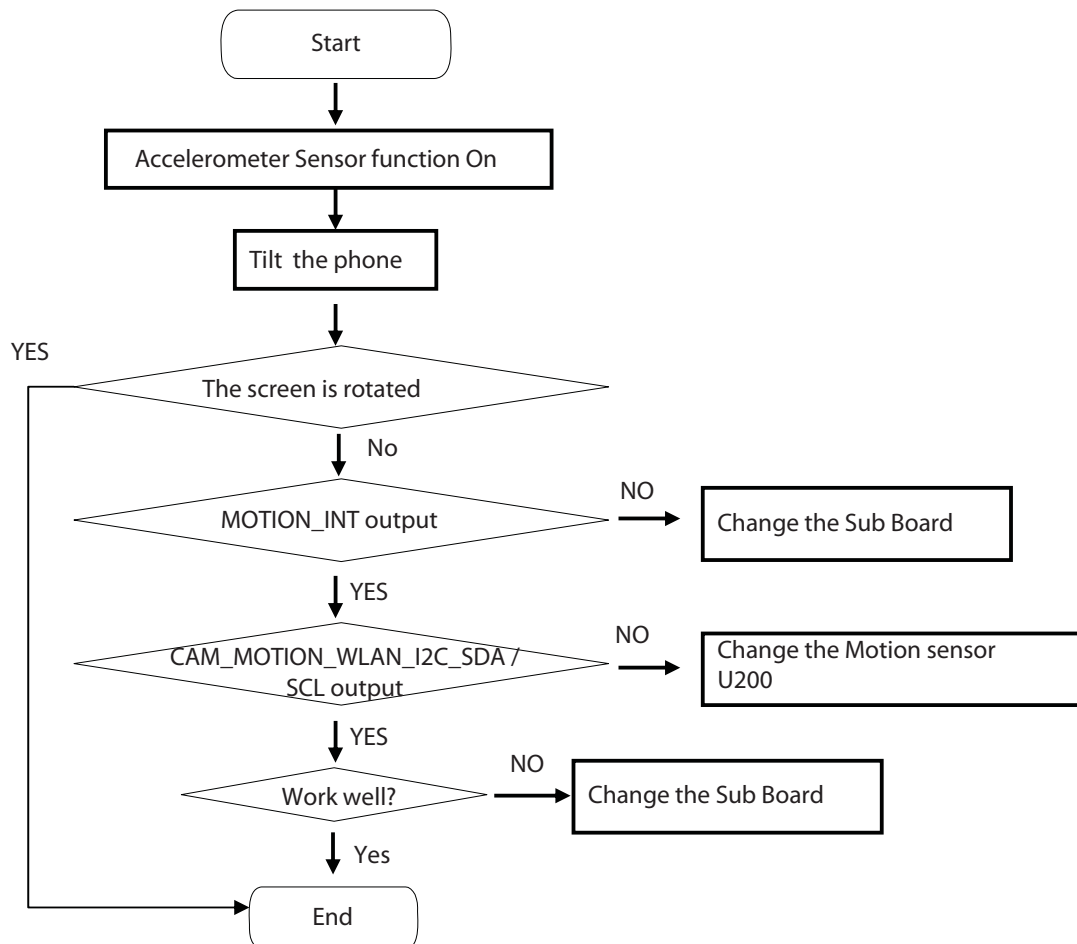 Start
Accelerometer Sensor function On
Tilt the phone
YES
The screen is rotated
No
MOTION_INT output
NO
Change the Sub Board
YES
CAM_MOTION_WLAN_I2C_SDA /
SCL output
NO
Change the Motion sensor
U200
YES
Work well?
NO
Change the Sub Board
Yes
End